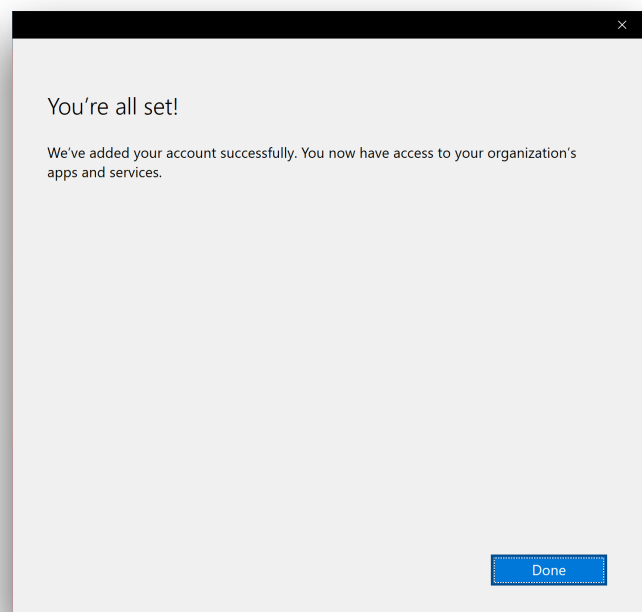 You’re all set!
We’ve added your account successfully. You now have access to your organization’s
apps and services.
Done